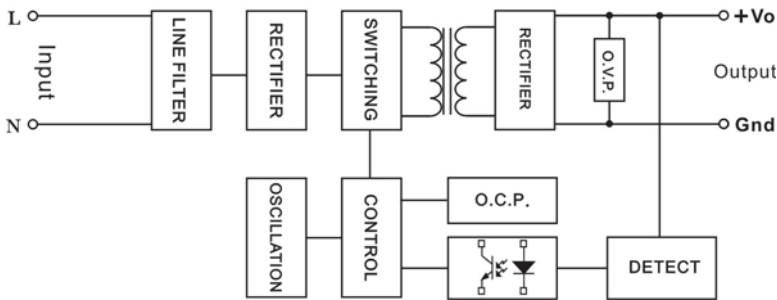 L
N
Input
LINE FILTER
RECTIFIER
SWITCHING
RECTIFIER
O.V.P.
+Vo
Output
Gnd
OSCILLATION
CONTROL
O.C.P.
DETECT